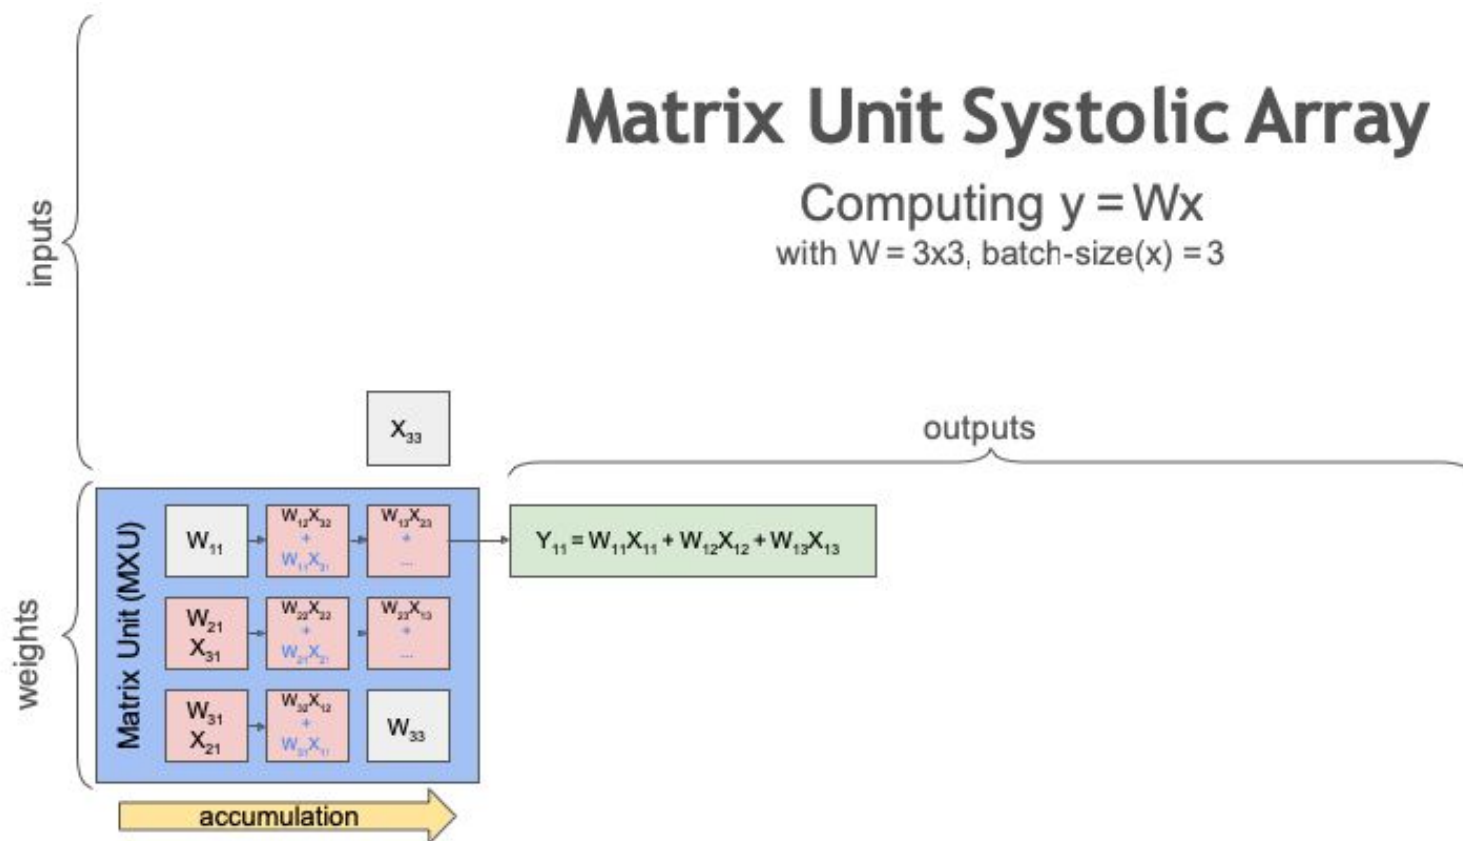 Matrix Unit Systolic Array
Computing y = Wx
with W = 3x3, batch-size(x) = 3
inputs
X₃₃
outputs
weights
Matrix Unit (MXU)
W₁₁
W₁₂X₃₂
+
W₁₁X₃₁
W₁₃X₂₃
+
...
Y₁₁ = W₁₁X₁₁ + W₁₂X₁₂ + W₁₃X₁₃
W₂₁
X₃₁
W₂₂X₂₂
+
W₂₁X₂₁
W₂₃X₁₃
+
...
W₃₁
X₂₁
W₃₂X₁₂
+
W₃₁X₁₁
W₃₃
accumulation